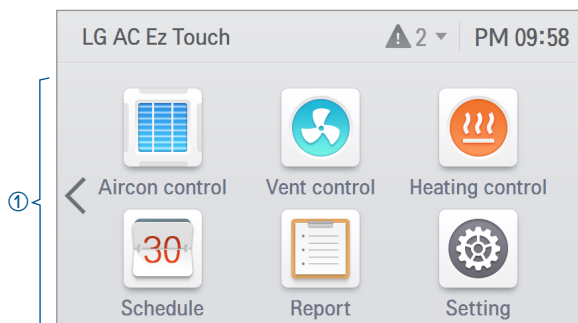 LG AC Ez Touch 2 PM 09:58
①
Aircon control Vent control Heating control
30
Schedule Report Setting